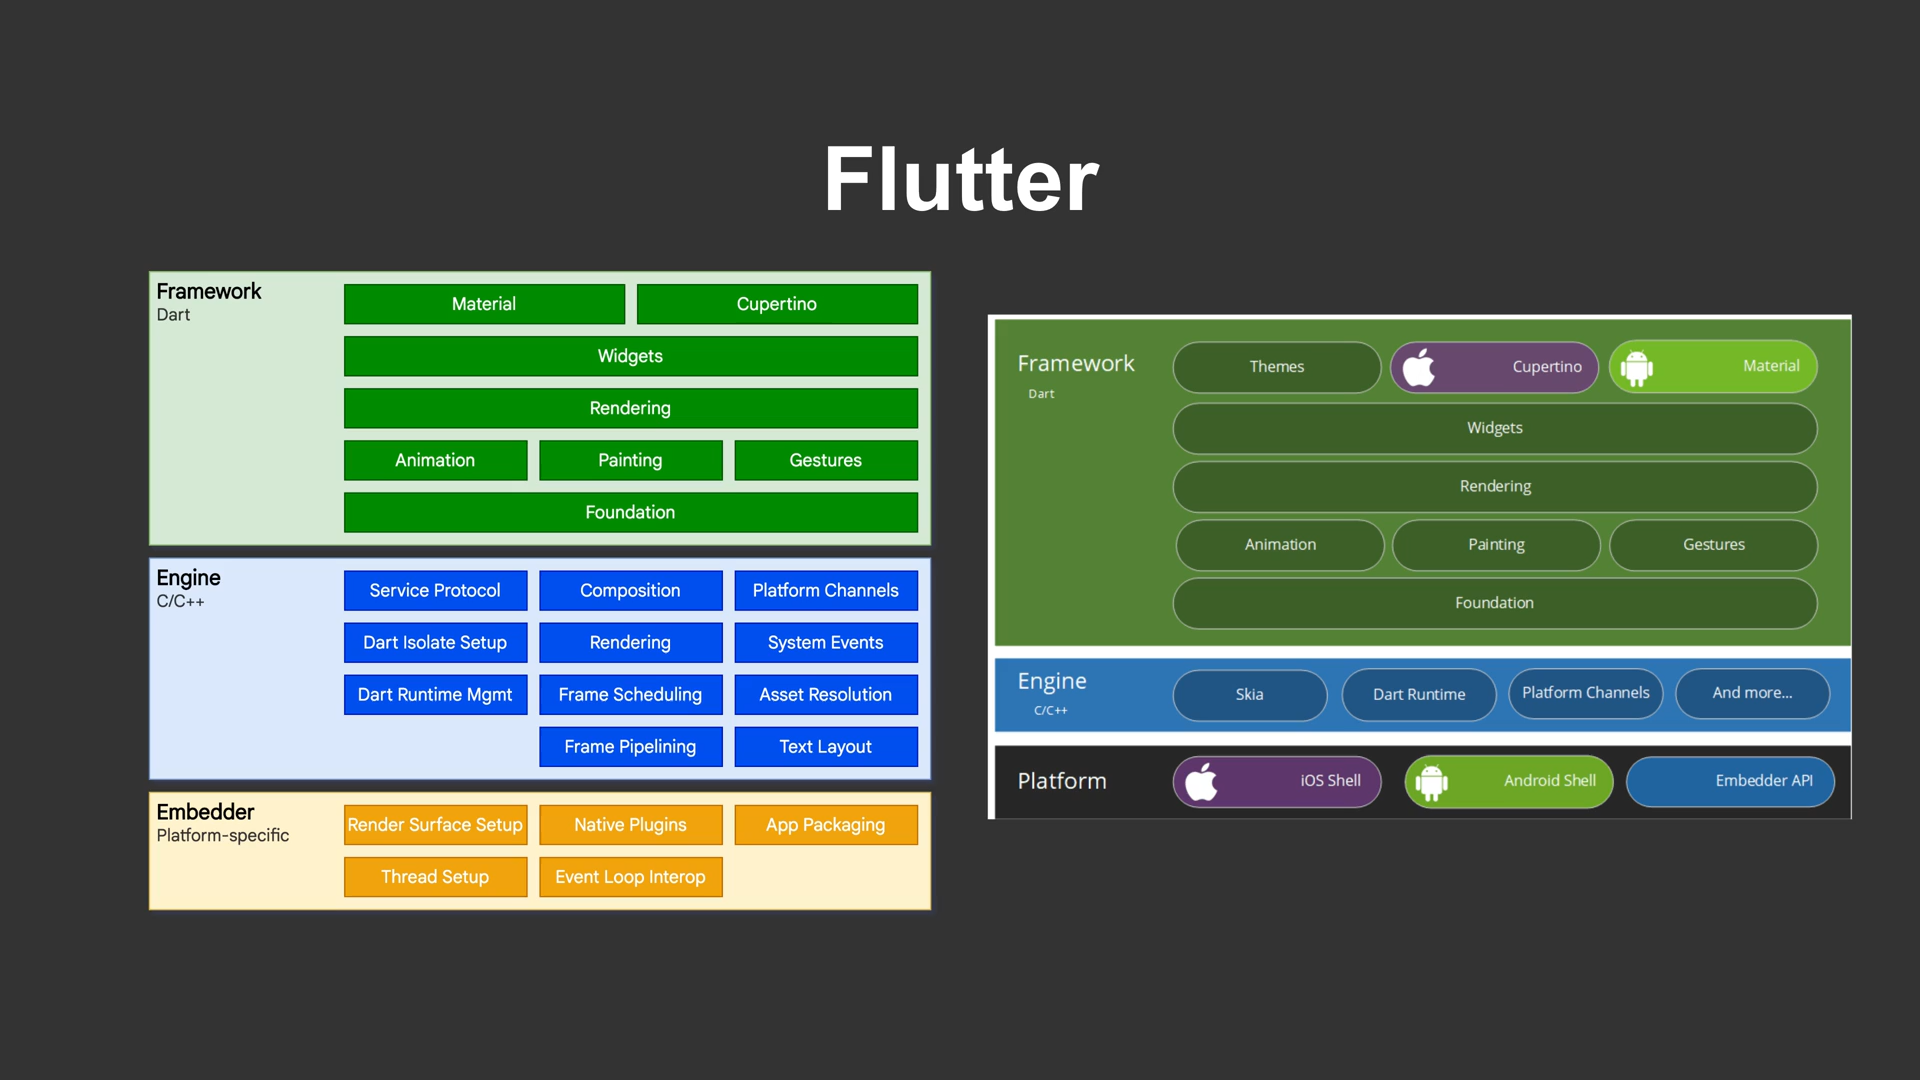 Flutter
Framework
Dart
Material Cupertino
Widgets
Rendering
Animation Painting Gestures
Foundation
Engine
C/C++
Service Protocol Composition Platform Channels
Dart Isolate Setup Rendering System Events
Dart Runtime Mgmt Frame Scheduling Asset Resolution
Frame Pipelining Text Layout
Embedder
Platform-specific
Render Surface Setup Native Plugins App Packaging
Thread Setup Event Loop Interop
Framework
Dart
Themes Cupertino Material
Widgets
Rendering
Animation Painting Gestures
Foundation
Engine
C/C++
Skia Dart Runtime Platform Channels And more...
Platform
iOS Shell Android Shell Embedder API